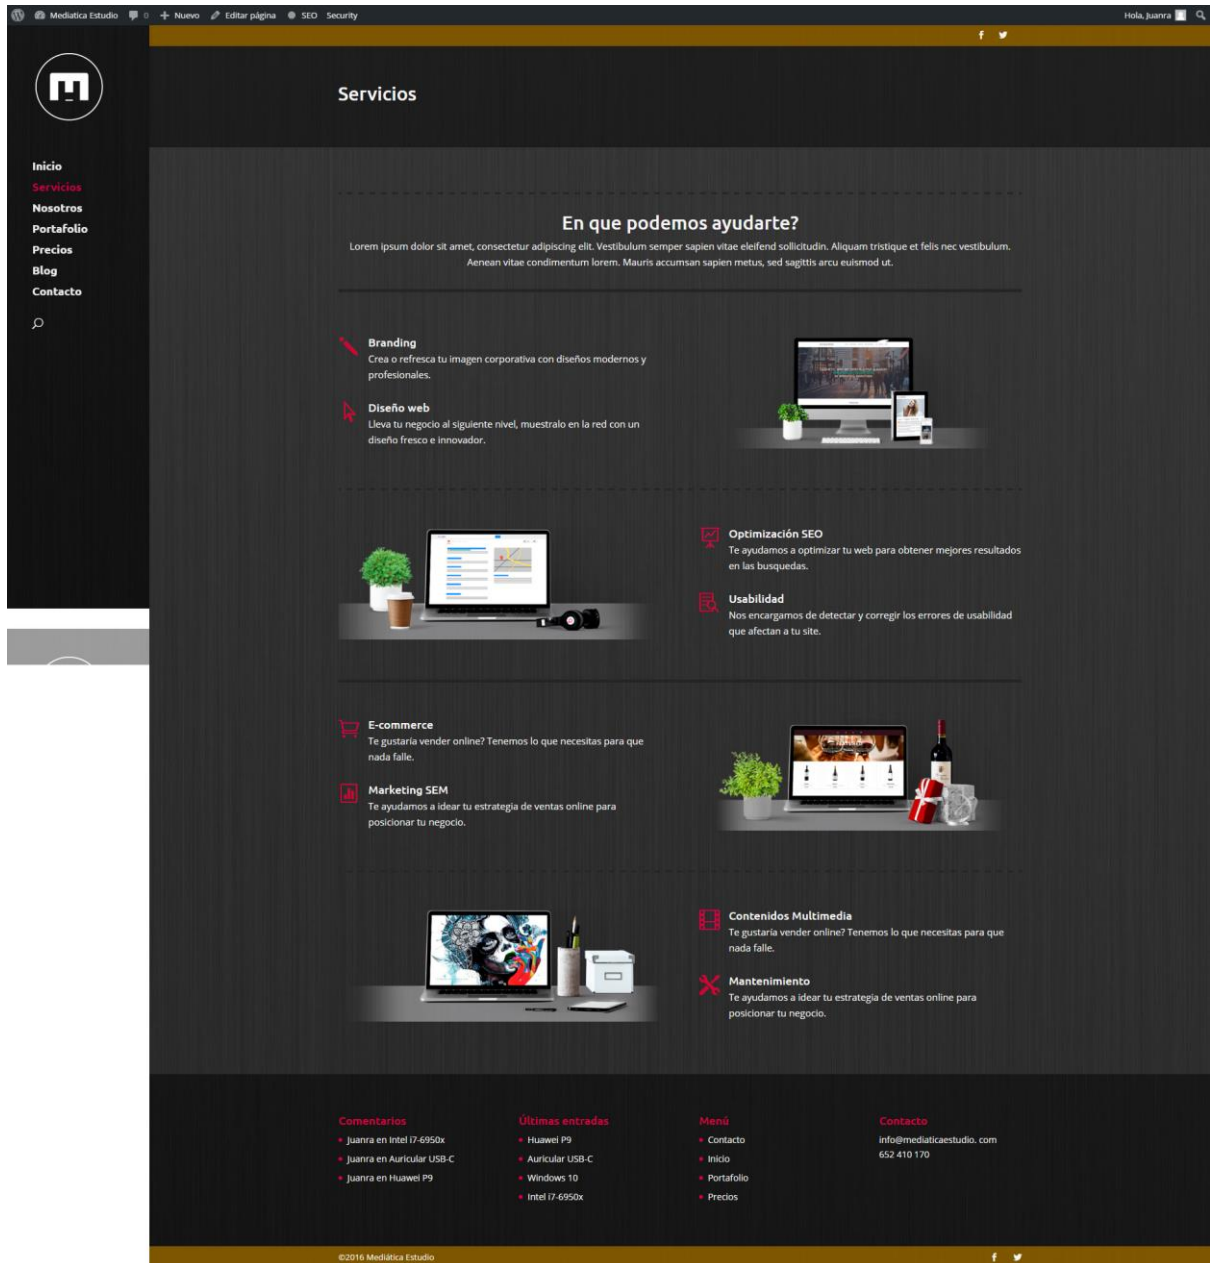 Mediatica Estudio 0 Nuevo Editar página SEO Security
Hola, Juanra
Servicios
Inicio
Servicios
Nosotros
Portafolio
Precios
Blog
Contacto
En que podemos ayudarte?
Lorem ipsum dolor sit amet, consectetur adipiscing elit. Vestibulum semper sapien vitae eleifend sollicitudin. Aliquam tristique et felis nec vestibulum.
Aenean vitae condimentum lorem. Mauris accumsan sapien metus, sed sagittis arcu euismod ut.
Branding
Crea o refresca tu imagen corporativa con diseños modernos y
profesionales.
Diseño web
Lleva tu negocio al siguiente nivel, muestralo en la red con un
diseño fresco e innovador.
Optimización SEO
Te ayudamos a optimizar tu web para obtener mejores resultados
en las busquedas.
Usabilidad
Nos encargamos de detectar y corregir los errores de usabilidad
que afectan a tu site.
E-commerce
Te gustaría vender online? Tenemos lo que necesitas para que
nada falle.
Marketing SEM
Te ayudamos a idear tu estrategia de ventas online para
posicionar tu negocio.
Contenidos Multimedia
Te gustaría vender online? Tenemos lo que necesitas para que
nada falle.
Mantenimiento
Te ayudamos a idear tu estrategia de ventas online para
posicionar tu negocio.
Comentarios
Juanra en Intel i7-6950x
Juanra en Auricular USB-C
Juanra en Huawei P9
Últimas entradas
Huawei P9
Auricular USB-C
Windows 10
Intel i7-6950x
Menú
Contacto
Inicio
Portafolio
Precios
Contacto
info@mediaticaestudio. com
652 410 170
©2016 Mediática Estudio